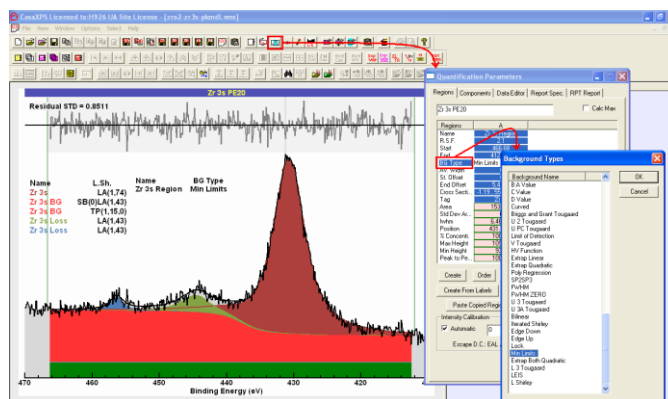 CasaXPS Licensed to:H926 UA Site License - [zro2 zr3s-pkmdl.vms]
File View Window Options Select Help
Zr 3s PE20
Residual STD = 0.8511
Name L.Sh.
Zr 3s LA(1,74)
Zr 3s BG SB(0)LA(1,43)
Zr 3s BG TP(1,15,0)
Zr 3s Loss LA(1,43)
Zr 3s Loss LA(1,43)
Name BG Type
Zr 3s Region Min Limits
470 460 450 440 430 420
Binding Energy (eV)
Quantification Parameters
Regions Components Data Editor Report Spec. RPT Report
Zr 3s PE20
Calc Max
Regions A
Name
R.S.F.
Start
End
BG Type Min Limits
Av. Width
St. Offset
End Offset
Cross Secti..
Tag
Area
Std Dev Ar..
fwhm
Position
% Concentr.
Max Height
Min Height
Peak to Pe..
Create Order
Create From Labels
Paste Copied Regi
Intensity Calibration
Automatic 0
Escape D.C.: EAL
Background Types
Background Name
B A Value
C Value
D Value
Curved
Briggs and Grant Tougaard
U 2 Tougaard
U PC Tougaard
Limit of Detection
V Tougaard
HV Function
Extrap Linear
Extrap Quadratic
Poly Regression
SP2SP3
FWHM
FWHM ZERO
U 3 Tougaard
U 3A Tougaard
Bilinear
Iterated Shirley
Edge Down
Edge Up
Lock
Min Limits
Extrap Both Quadratic
L 3 Tougaard
LEIS
L Shirley
OK
Cancel